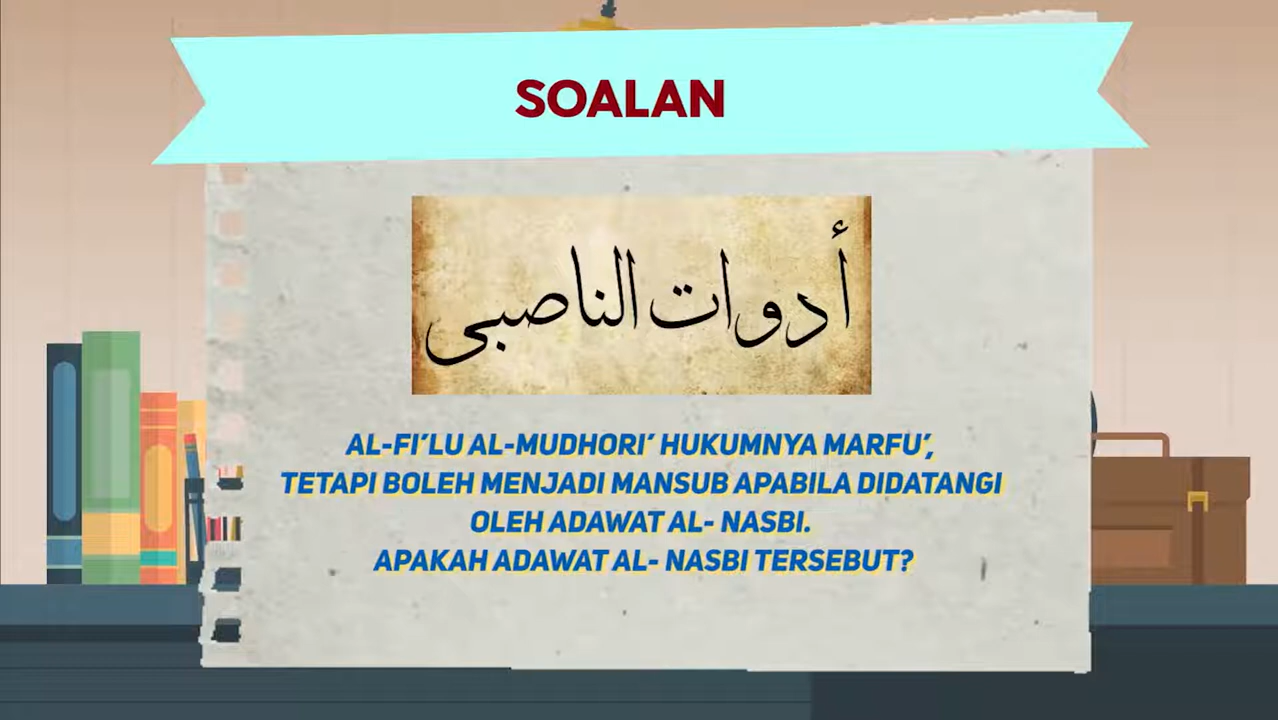 SOALAN
أدوات الناصبى
AL-FI´LU AL-MUDHORI´ HUKUMNYA MARFU’,
TETAPI BOLEH MENJADI MANSUB APABILA DIDATANGI
OLEH ADAWAT AL- NASBI.
APAKAH ADAWAT AL- NASBI TERSEBUT?